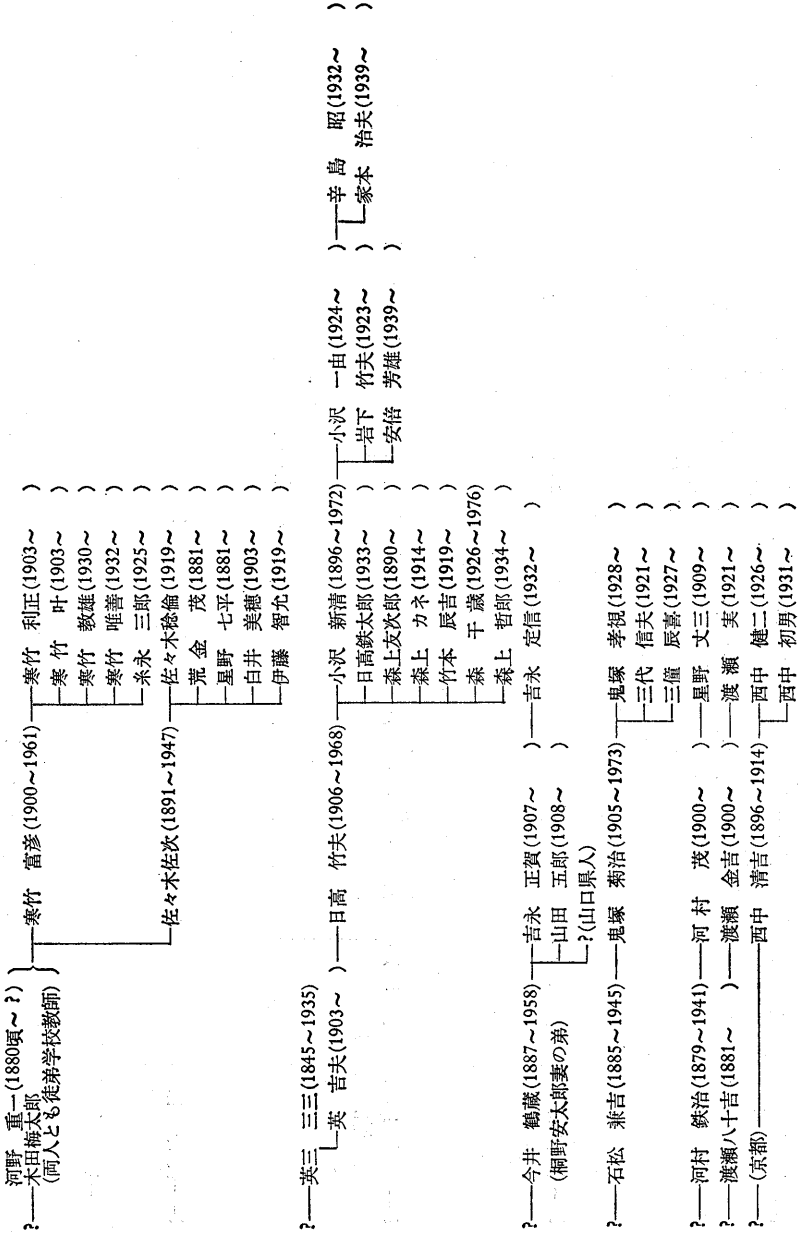 河野 重一(1880頃~?)
?——木田梅太郎 ——寒竹 富彦(1900~1961)——寒竹 利正(1903~ )
(両人とも徒弟学校教師)
寒竹 叶(1903~ )
寒竹 教雄(1930~ )
寒竹 唯善(1932~ )
糸永 三郎(1925~ )
佐々木佐次(1891~1947)——佐々木稔倫(1919~ )
荒金 茂(1881~ )
星野 七平(1881~ )
白井 美穂(1903~ )
伊藤 智允(1919~ )
?——英三 三三(1845~1935)
英 吉夫(1903~ )——日高 竹夫(1906~1968)——小沢 新清(1896~1972)——小沢 一由(1924~ )——辛島 昭(1932~ )
日高鉄太郎(1933~ ) 岩下 竹夫(1923~ ) 家本 治夫(1939~ )
森上友次郎(1890~ ) 安倍 芳雄(1939~ )
森上 カネ(1914~ )
竹本 辰吉(1919~ )
森 干歳(1926~1976)
森上 哲郎(1934~ )
?——今井 鶴蔵(1887~1958)——吉永 正賀(1907~ )——吉永 定信(1932~ )
(桐野安太郎妻の弟) 山田 五郎(1908~ )
?(山口県人)
?——石松 兼吉(1885~1945)——鬼塚 菊治(1905~1973)——鬼塚 孝視(1928~ )
三代 信夫(1921~ )
三僮 辰喜(1927~ )
?——河村 鉄治(1879~1941)——河村 茂(1900~ )——星野 丈三(1909~ )
?——渡瀬八十吉(1881~ )——渡瀬 金吉(1900~ )——渡瀬 実(1921~ )
?——(京都)——西中 清吉(1896~1914)——西中 健二(1926~ )
西中 初男(1931~ )